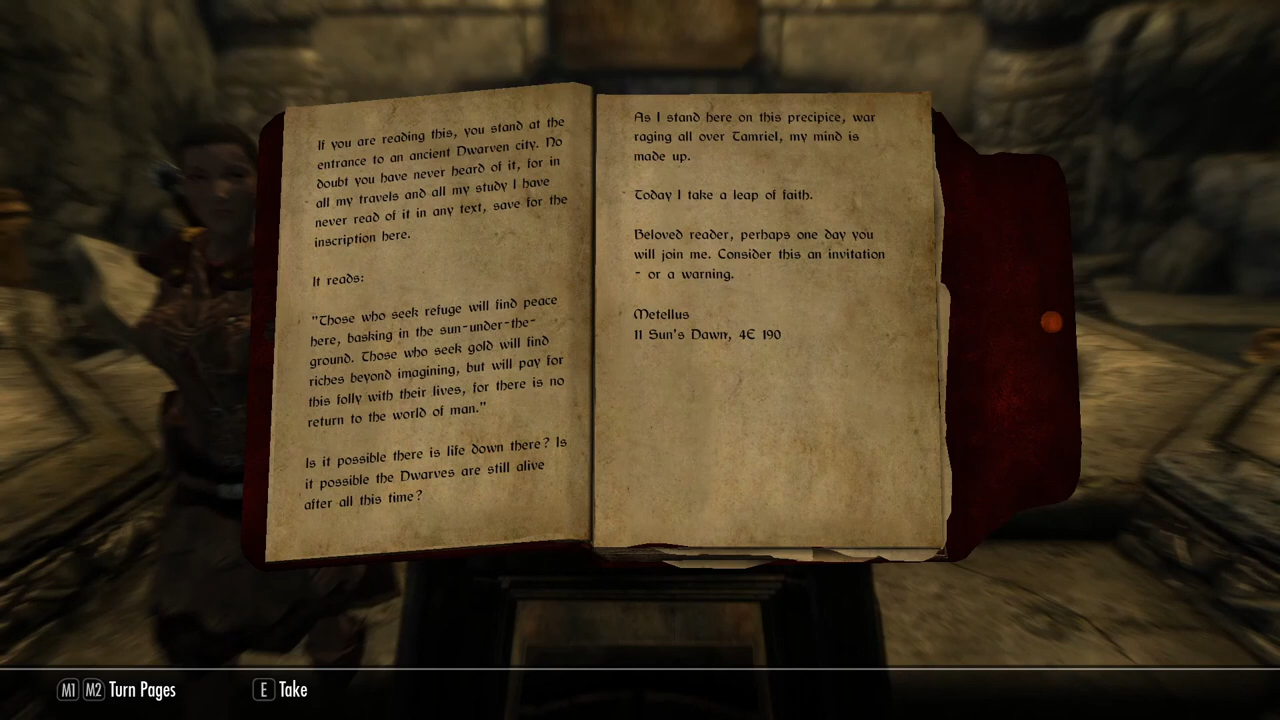 If you are reading this, you stand at the
entrance to an ancient Dwarven city. No
doubt you have never heard of it, for in
all my travels and all my study I have
never read of it in any text, save for the
inscription here.
It reads:
"Those who seek refuge will find peace
here, basking in the sun-under-the-
ground. Those who seek gold will find
riches beyond imagining, but will pay for
this folly with their lives, for there is no
return to the world of man."
Is it possible there is life down there? Is
it possible the Dwarves are still alive
after all this time?
As I stand here on this precipice, war
raging all over Tamriel, my mind is
made up.
Today I take a leap of faith.
Beloved reader, perhaps one day you
will join me. Consider this an invitation
- or a warning.
Metellus
11 Sun's Dawn, 4E 190
M1 M2 Turn Pages
E Take